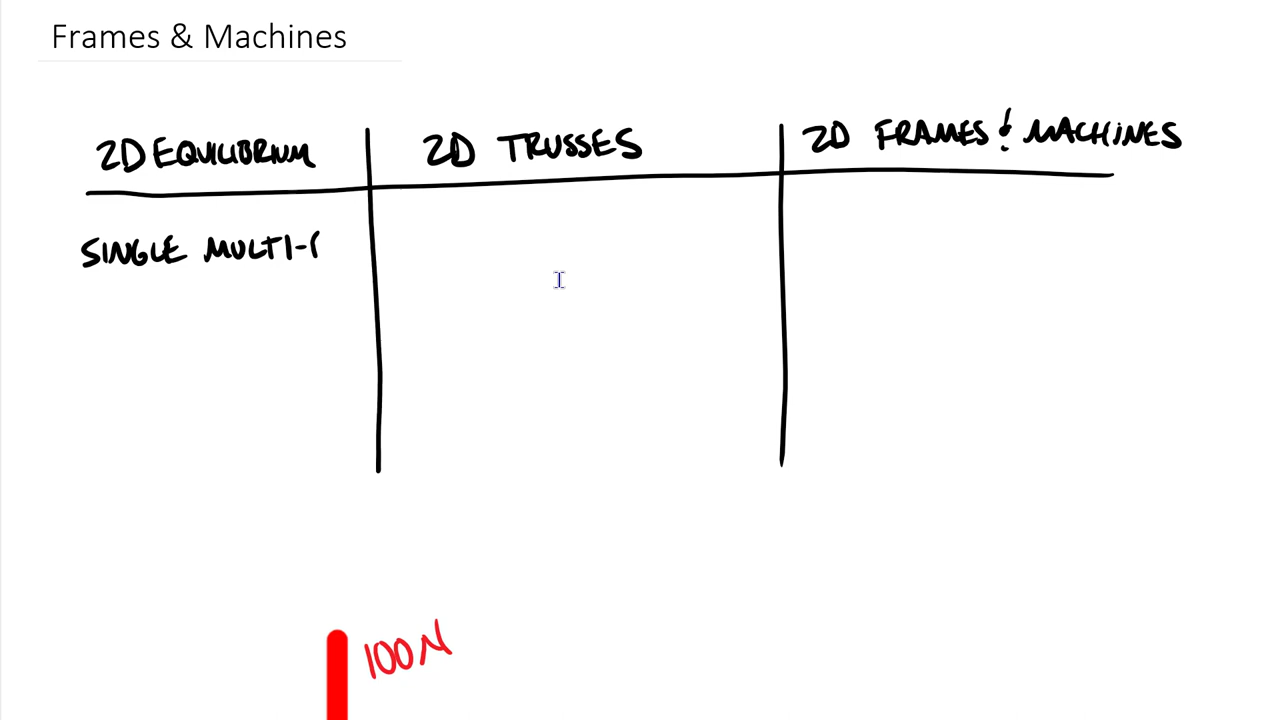 Frames & Machines
2D EQUILIBRIUM
2D TRUSSES
2D FRAMES & MACHINES
SINGLE MULTI-
100N